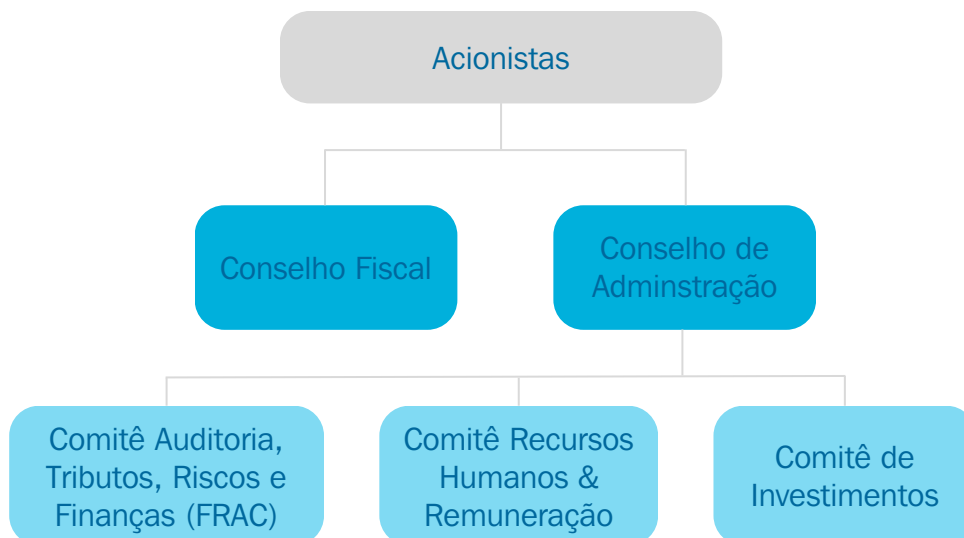 Acionistas
Conselho Fiscal
Conselho de
Adminstração
Comitê Auditoria,
Tributos, Riscos e
Finanças (FRAC)
Comitê Recursos
Humanos &
Remuneração
Comitê de
Investimentos